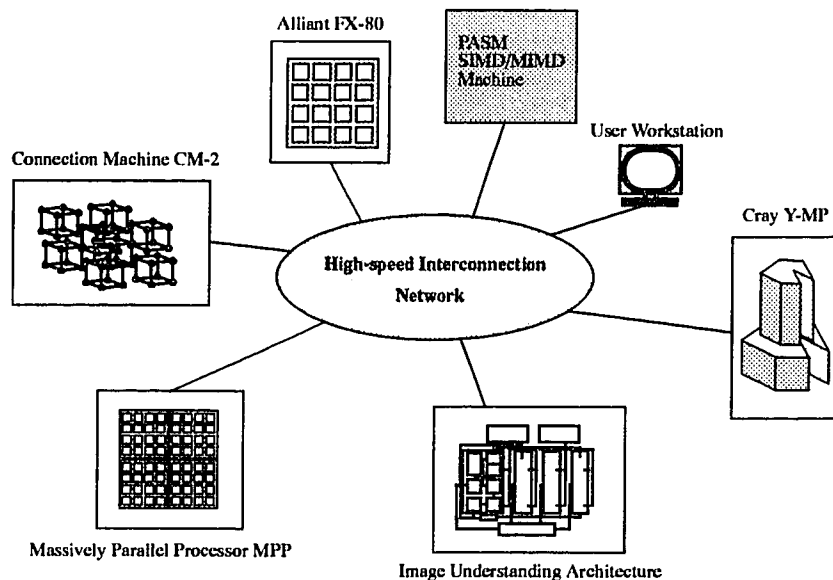 Alliant FX-80
PASM
SIMD/MIMD
Machine
User Workstation
Connection Machine CM-2
Cray Y-MP
High-speed Interconnection
Network
Massively Parallel Processor MPP
Image Understanding Architecture